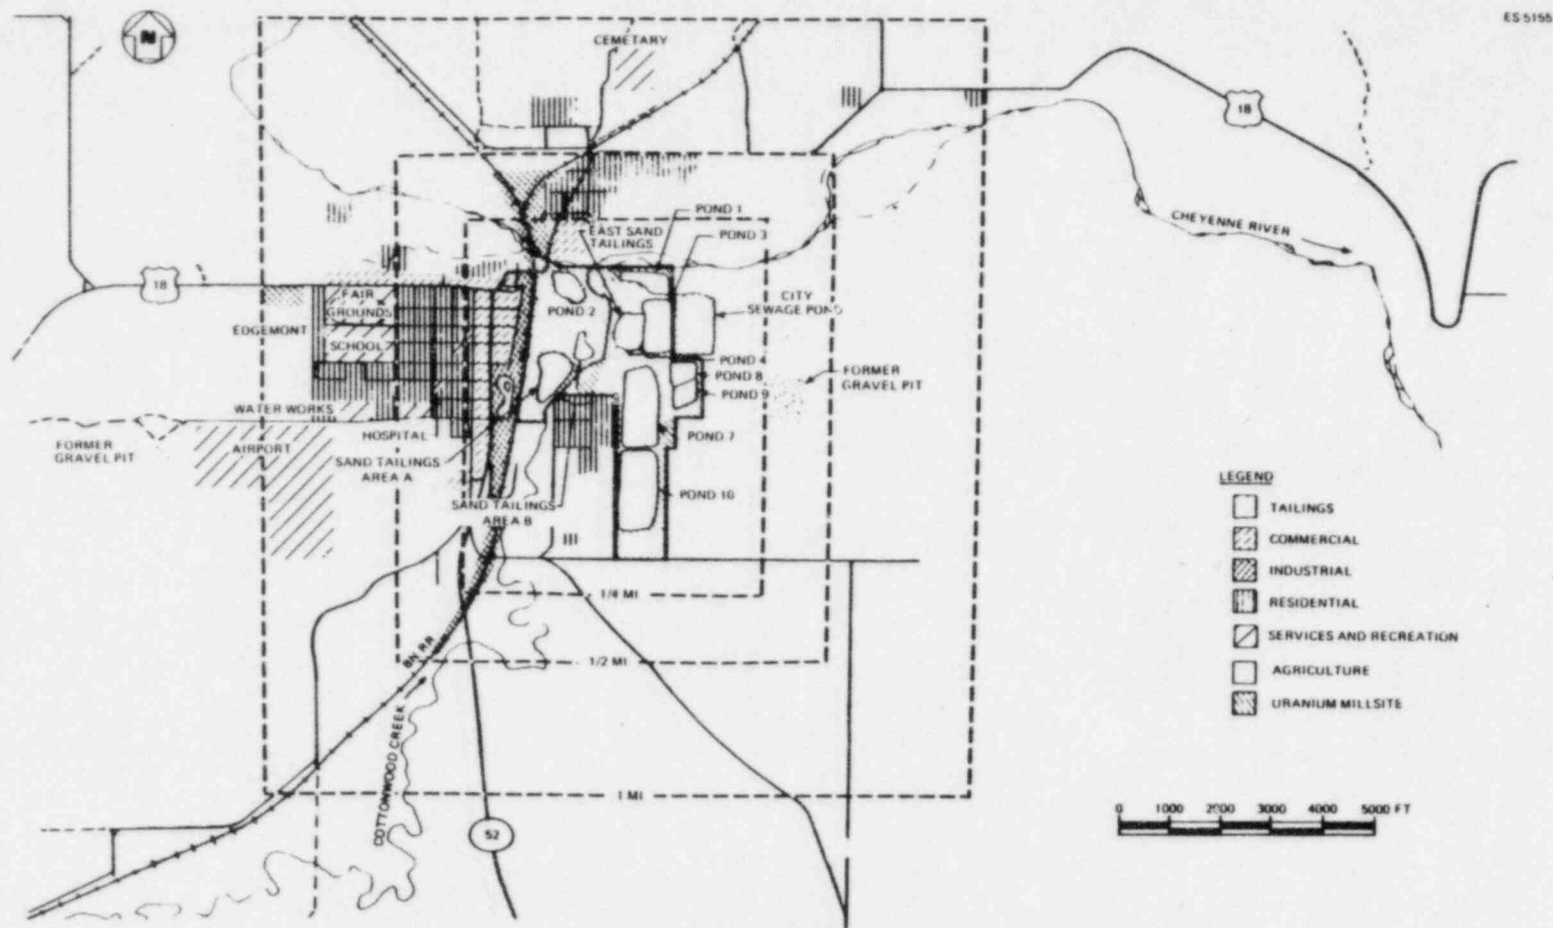 ES 5155
N
CEMETARY
18
POND 1
EAST SAND
TAILINGS
POND 3
CHEYENNE RIVER
18
FAIR
GROUNDS
POND 2
CITY
SEWAGE POND
EDGEMONT
SCHOOL
POND 4
POND 8
FORMER
GRAVEL PIT
POND 9
WATER WORKS
FORMER
GRAVEL PIT
AIRPORT
HOSPITAL
POND 7
SAND TAILINGS
AREA A
POND 10
SAND TAILINGS
AREA B
LEGEND
TAILINGS
COMMERCIAL
INDUSTRIAL
RESIDENTIAL
SERVICES AND RECREATION
AGRICULTURE
URANIUM MILLSITE
1/4 MI
BN RR
1/2 MI
COTTONWOOD CREEK
1 MI
52
0 1000 2000 3000 4000 5000 FT